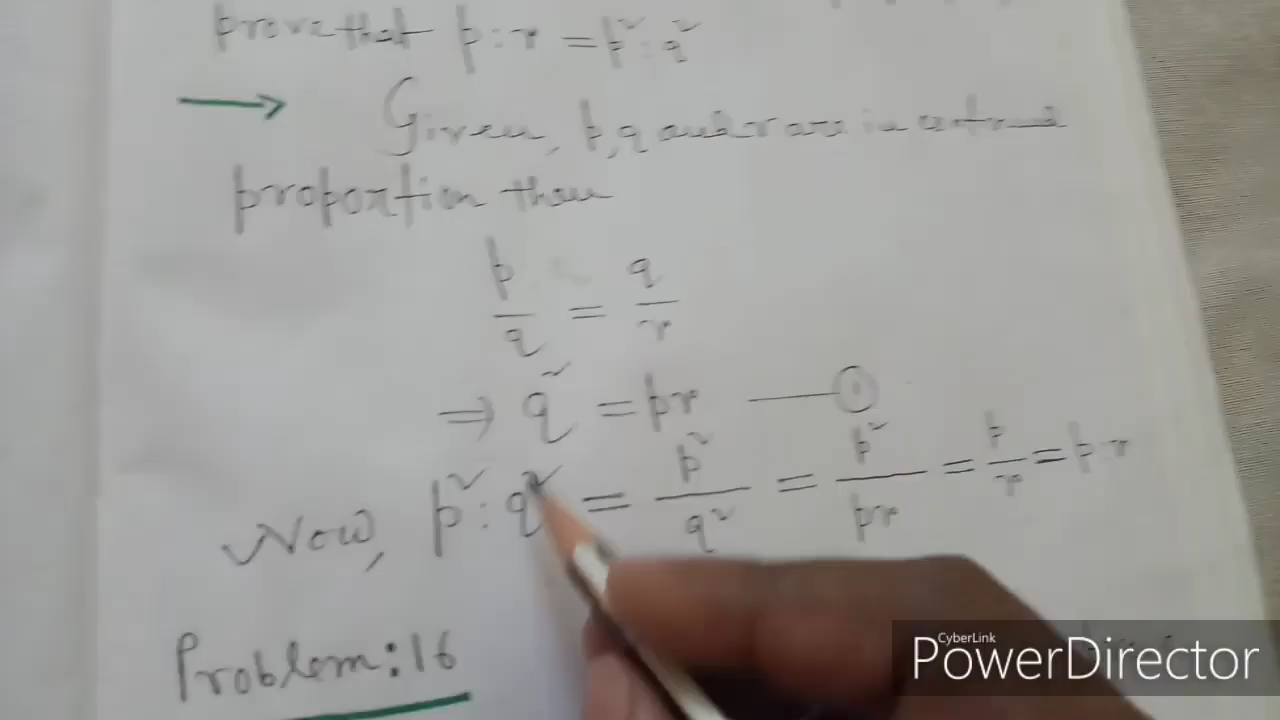 prove that p : r = p² : q²
→ Given, p, q and r are in continued
proportion then
p/q = q/r
⇒ q² = pr —— ①
Now, p² : q² = p²/q² = p²/pr = p/r = p : r
Problem: 16
CyberLink
PowerDirector